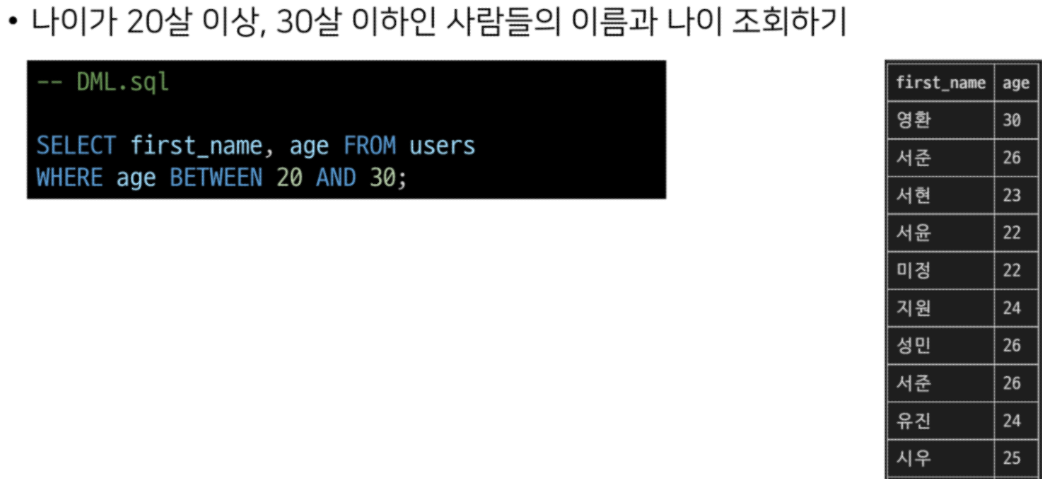 • 나이가 20살 이상, 30살 이하인 사람들의 이름과 나이 조회하기
-- DML.sql
SELECT first_name, age FROM users
WHERE age BETWEEN 20 AND 30;
first_name age
영환 30
서준 26
서현 23
서윤 22
미정 22
지원 24
성민 26
서준 26
유진 24
시우 25